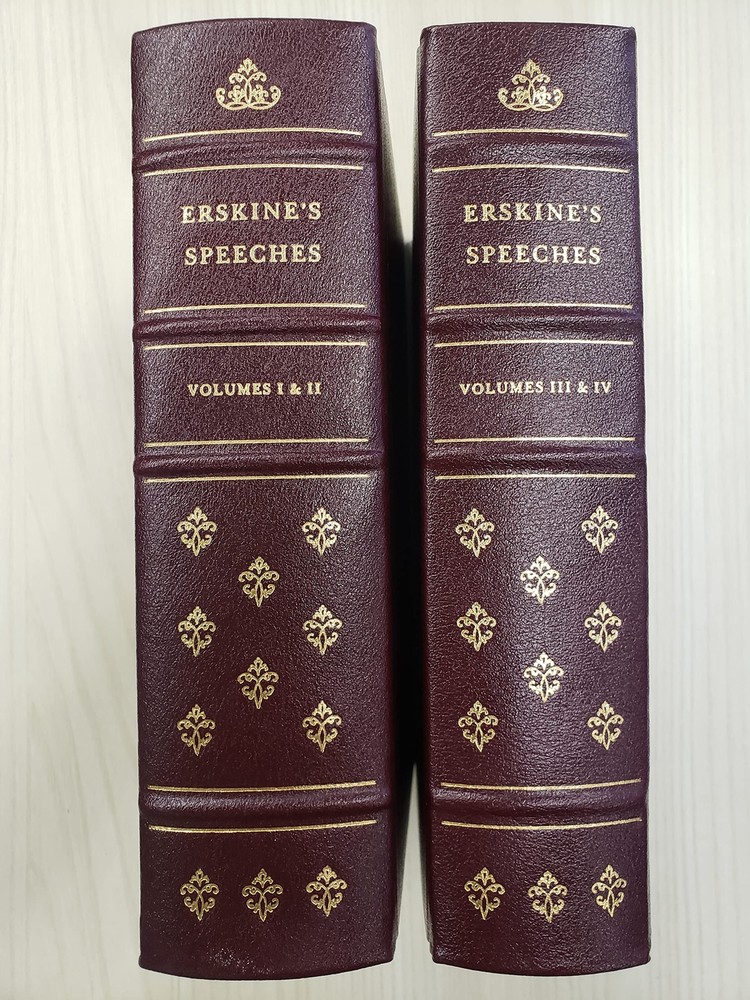 ERSKINE'S
SPEECHES
VOLUMES I & II
ERSKINE'S
SPEECHES
VOLUMES III & IV